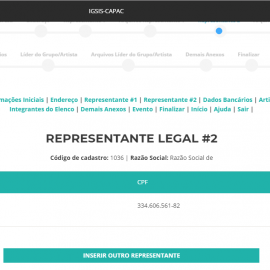 IGSIS-CAPAC
Líder do Grupo/Artista Arquivos Líder do Grupo/Artista Demais Anexos Finalizar
mações Iniciais | Endereço | Representante #1 | Representante #2 | Dados Bancários | Arti
Integrantes do Elenco | Demais Anexos | Evento | Finalizar | Início | Ajuda | Sair |
REPRESENTANTE LEGAL #2
Código de cadastro: 1036 | Razão Social: Razão Social de
CPF
334.606.561-82
INSERIR OUTRO REPRESENTANTE